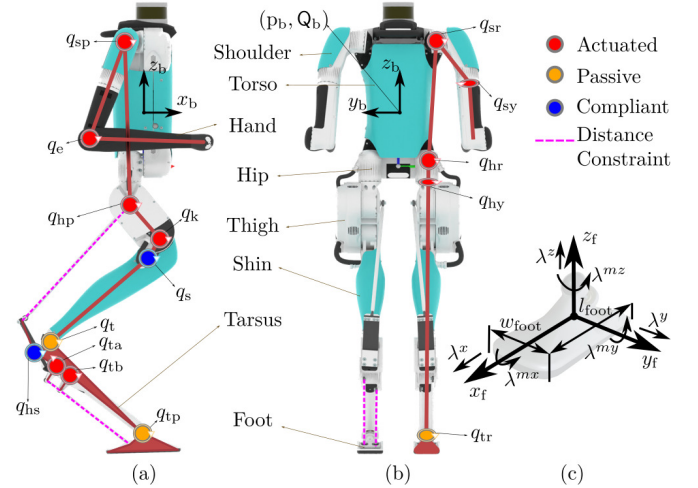 q_sp
z_b
x_b
q_e
Hand
q_hp
q_k
q_s
q_t
q_ta
q_tb
q_hs
q_tp
Tarsus
(a)
(p_b, Q_b)
Shoulder
Torso
Hip
Thigh
Shin
Foot
z_b
y_b
q_sr
q_sy
q_hr
q_hy
q_tr
(b)
Actuated
Passive
Compliant
Distance
Constraint
z_f
λ^z
λ^mz
l_foot
w_foot
λ^y
λ^x
λ^my
λ^mx
y_f
x_f
(c)